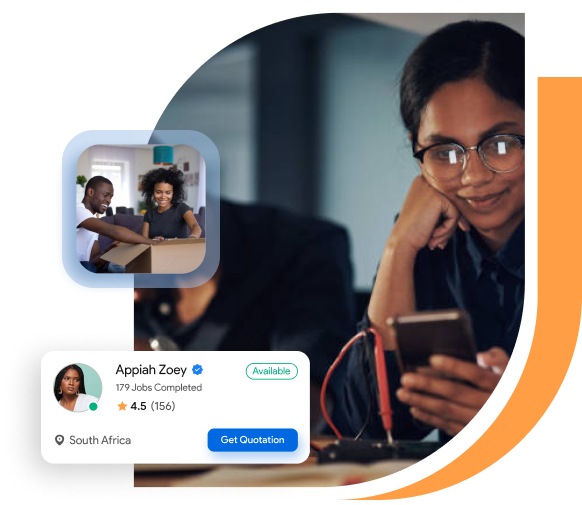 Appiah Zoey
Available
179 Jobs Completed
4.5 (156)
South Africa
Get Quotation